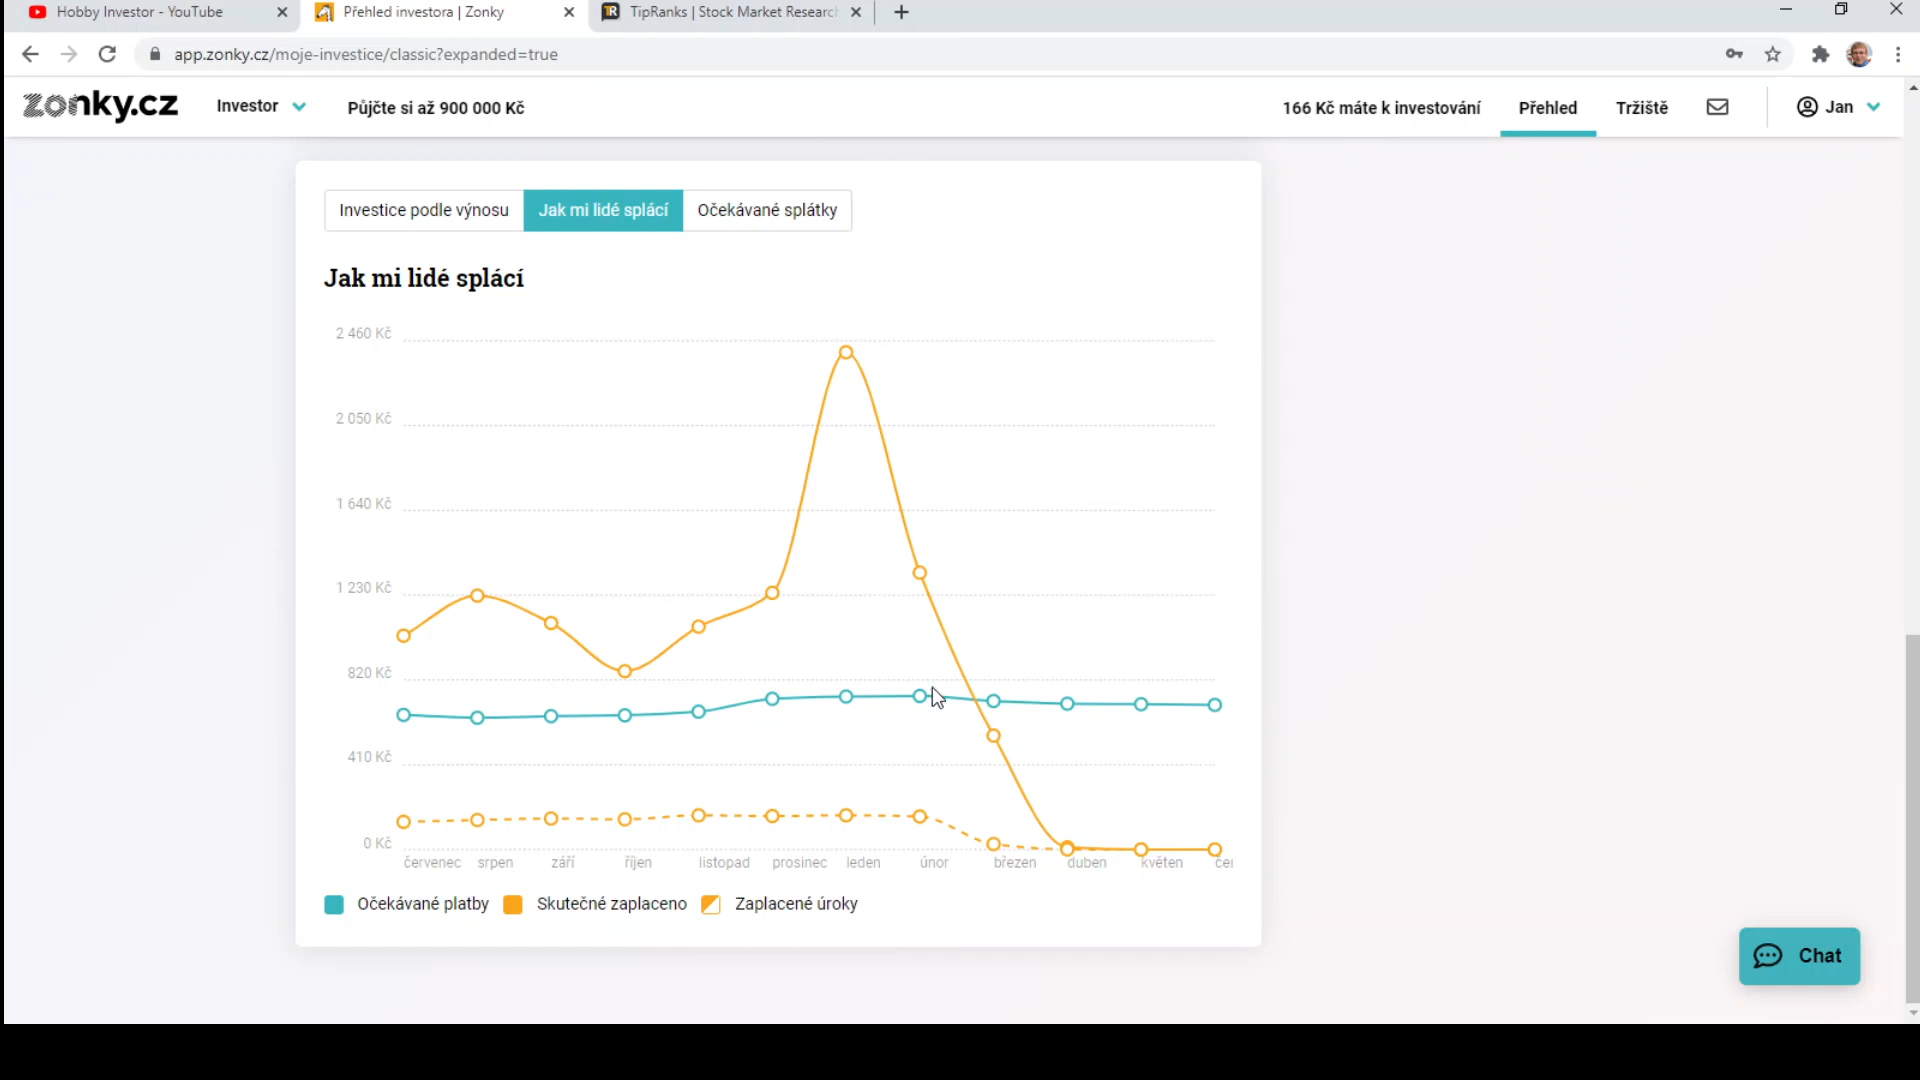 Hobby Investor - YouTube
Přehled investora | Zonky
TipRanks | Stock Market Research
app.zonky.cz/moje-investice/classic?expanded=true
zonky.cz
Investor
Půjčte si až 900 000 Kč
166 Kč máte k investování
Přehled
Tržiště
Jan
Investice podle výnosu
Jak mi lidé splácí
Očekávané splátky
Jak mi lidé splácí
2 460 Kč
2 050 Kč
1 640 Kč
1 230 Kč
820 Kč
410 Kč
0 Kč
červenec srpen září říjen listopad prosinec leden únor březen duben květen
Očekávané platby
Skutečné zaplaceno
Zaplacené úroky
Chat